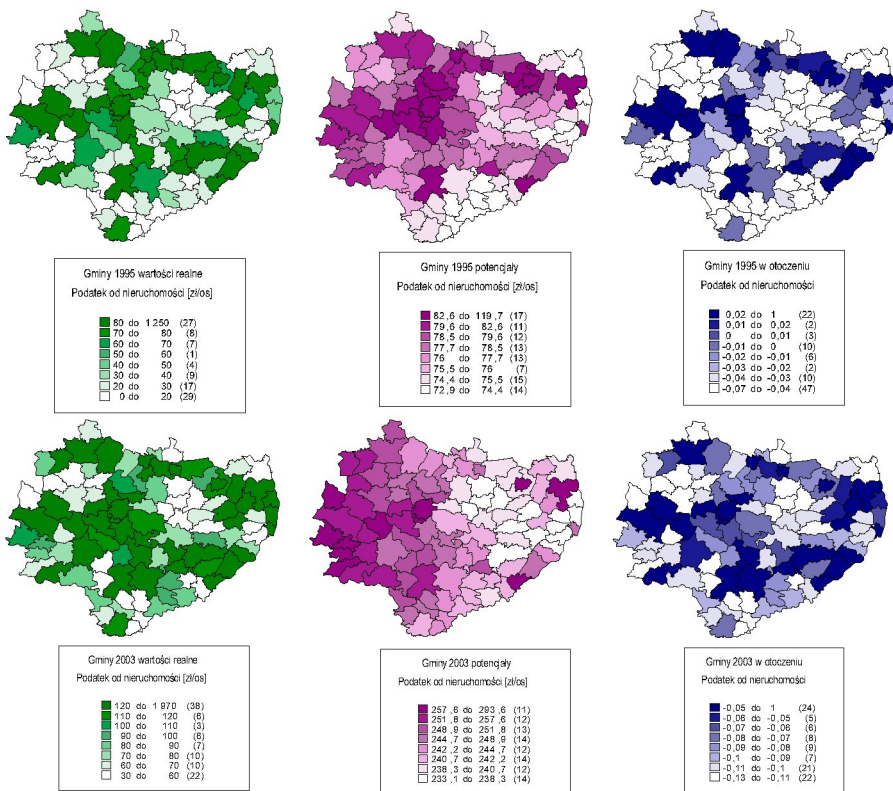 Gminy 1995 wartości realne
Podatek od nieruchomości [zł/os]
80 do 1 250 (27)
70 do 80 (8)
60 do 70 (7)
50 do 60 (1)
40 do 50 (4)
30 do 40 (9)
20 do 30 (17)
0 do 20 (29)
Gminy 1995 potencjały
Podatek od nieruchomości [zł/os]
82 ,6 do 119 ,7 (17)
79 ,6 do 82 ,6 (11)
78 ,5 do 79 ,6 (12)
77 ,7 do 78 ,5 (13)
76 do 77 ,7 (13)
75 ,5 do 76 (7)
74 ,4 do 75 ,5 (15)
72 ,9 do 74 ,4 (14)
Gminy 1995 w otoczeniu
Podatek od nieruchomości
0,02 do 1 (22)
0,01 do 0,02 (2)
0 do 0,01 (3)
-0,01 do 0 (10)
-0,02 do -0,01 (6)
-0,03 do -0,02 (2)
-0,04 do -0,03 (10)
-0,07 do -0,04 (47)
Gminy 2003 wartości realne
Podatek od nieruchomości [zł/os]
120 do 1 970 (38)
110 do 120 (6)
100 do 110 (3)
90 do 100 (6)
80 do 90 (7)
70 do 80 (10)
60 do 70 (10)
30 do 60 (22)
Gminy 2003 potencjały
Podatek od nieruchomości [zł/os]
257 ,6 do 293 ,6 (11)
251 ,8 do 257 ,6 (12)
248 ,9 do 251 ,8 (13)
244 ,7 do 248 ,9 (14)
242 ,2 do 244 ,7 (12)
240 ,7 do 242 ,2 (14)
238 ,3 do 240 ,7 (12)
233 ,1 do 238 ,3 (14)
Gminy 2003 w otoczeniu
Podatek od nieruchomości
-0,05 do 1 (24)
-0,06 do -0,05 (5)
-0,07 do -0,06 (6)
-0,08 do -0,07 (8)
-0,09 do -0,08 (9)
-0,1 do -0,09 (7)
-0,11 do -0,1 (21)
-0,13 do -0,11 (22)